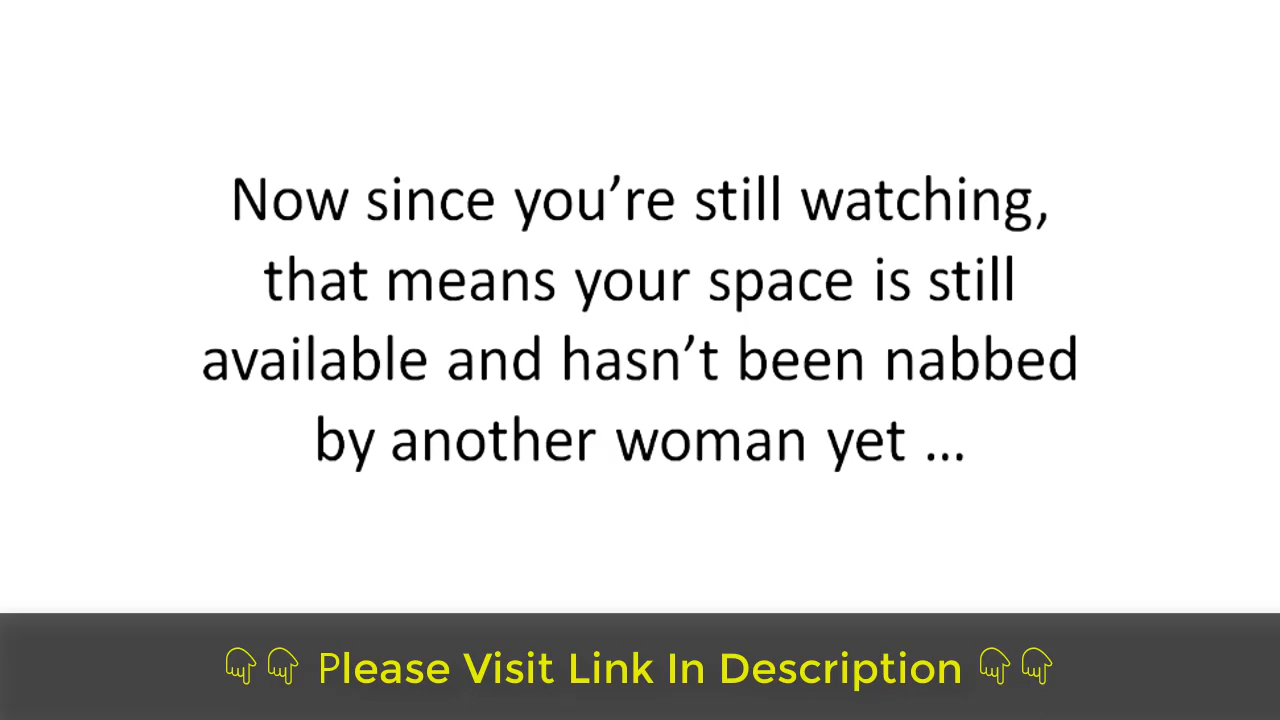 Now since you’re still watching,
that means your space is still
available and hasn’t been nabbed
by another woman yet ...
Please Visit Link In Description